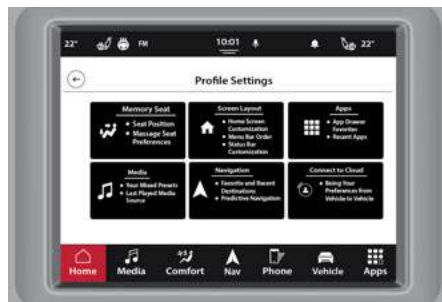 22° FM 10:01 22°
Profile Settings
Memory Seat
• Seat Position
• Massage Seat
Preferences
Screen Layout
• Home Screen
Customization
• Menu Bar Order
• Status Bar
Customization
Apps
• App Drawer
Favorites
• Recent Apps
Media
• Your Mixed Presets
• Last Played Media
Source
Navigation
• Favorite and Recent
Destinations
• Predictive Navigation
Connect to Cloud
• Being Your
Preferences from
Vehicle to Vehicle
Home Media Comfort Nav Phone Vehicle Apps